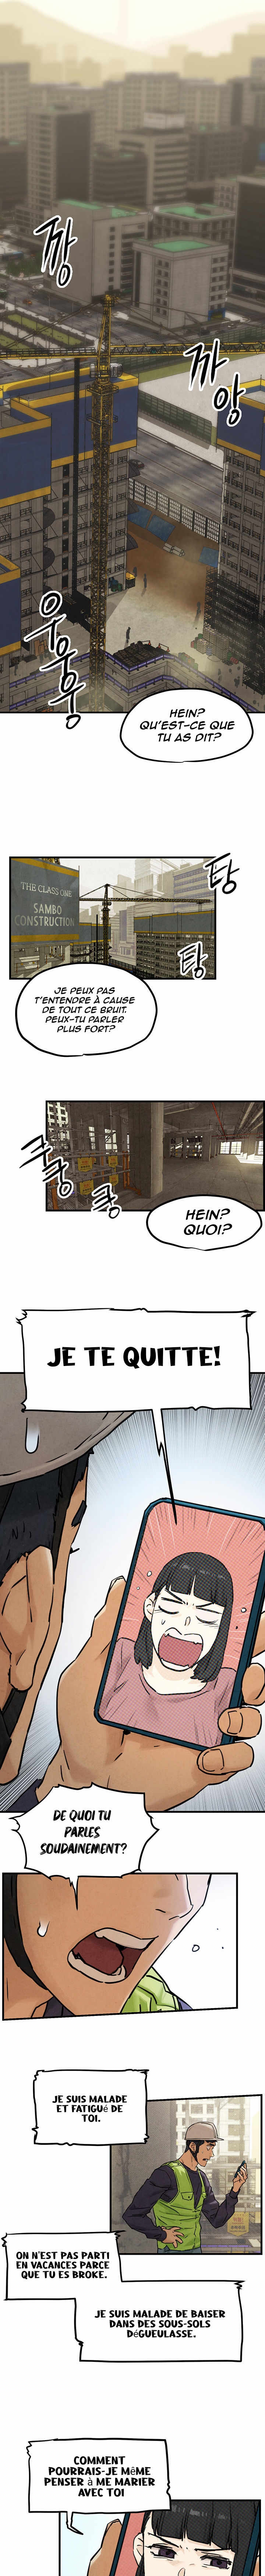 깡
까
앙
우우우웅
HEIN?
QU'EST-CE QUE
TU AS DIT?
탕
THE CLASS ONE
SAMBO
CONSTRUCTION
탕
JE PEUX PAS
T'ENTENDRE À CAUSE
DE TOUT CE BRUIT.
PEUX-TU PARLER
PLUS FORT?
쿠쿵
쿵
HEIN?
QUOI?
JE TE QUITTE!
DE QUOI TU
PARLES
SOUDAINEMENT?
JE SUIS MALADE
ET FATIGUé DE
TOI.
ON N'EST PAS PARTI
EN VACANCES PARCE
QUE TU ES BROKE.
JE SUIS MALADE DE BAISER
DANS DES SOUS-SOLS
DéGUEULASSE.
COMMENT
POURRAIS-JE MêME
PENSER à ME MARIER
AVEC TOI